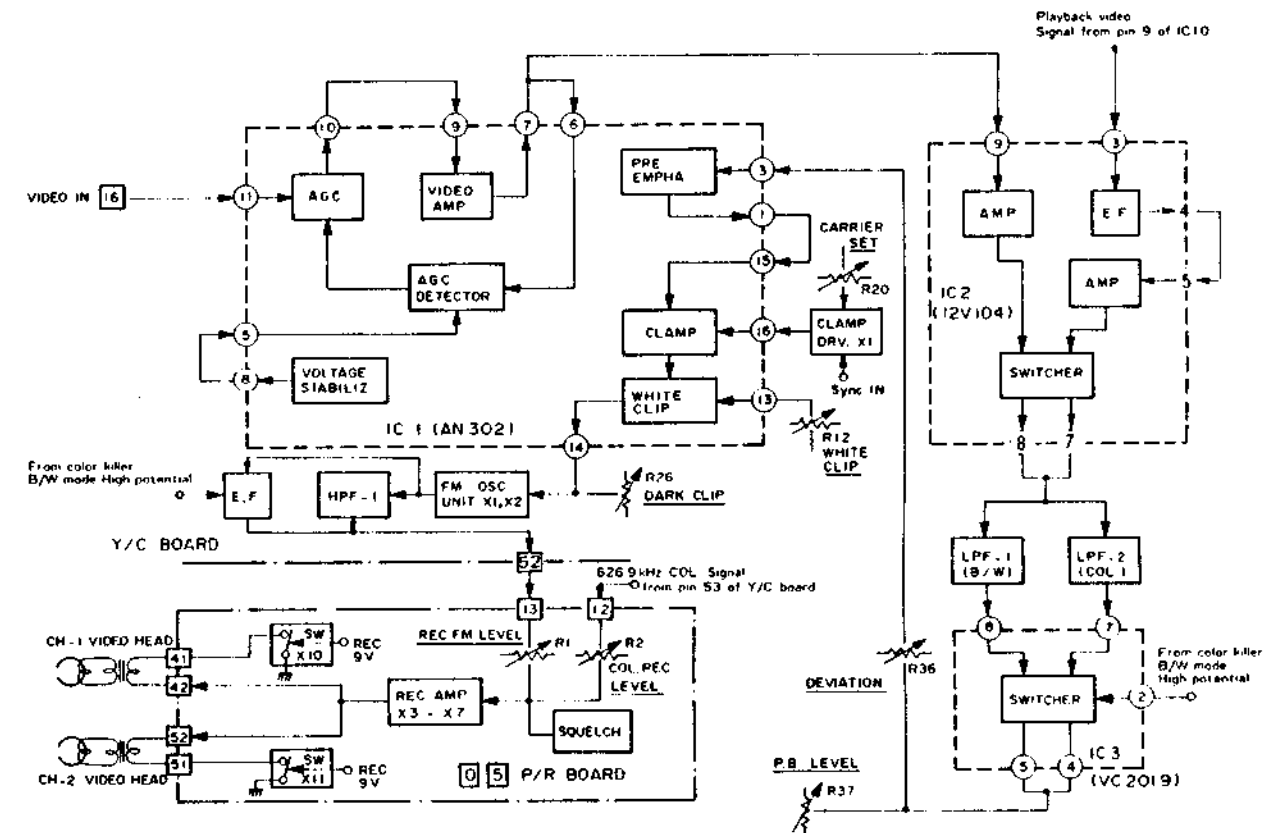 Playback video
Signal from pin 9 of IC10
10
9
7
6
9
3
VIDEO IN 16
11
AGC
VIDEO
AMP
PRE
EMPHA
3
1
15
CARRIER
SET
R20
AMP
E.F
4
AMP
5
IC2
(12V104)
AGC
DETECTOR
5
8
VOLTAGE
STABILIZ
CLAMP
16
CLAMP
DRV. X1
Sync IN
SWITCHER
8
7
WHITE
CLIP
13
R12
WHITE
CLIP
IC 1 (AN302)
14
From color killer
B/W mode High potential
E.F
HPF-1
FM OSC
UNIT X1,X2
R26
DARK CLIP
Y/C BOARD
52
626.9 kHz COL Signal
from pin 53 of Y/C board
LPF-1
(B/W)
LPF-2
(COL)
13
12
CH-1 VIDEO HEAD
41
42
SW
X10
REC
9V
REC FM LEVEL
R1
R2
COL. REC
LEVEL
REC AMP
X3 - X7
SQUELCH
52
51
CH-2 VIDEO HEAD
SW
X11
REC
9V
0 5 P/R BOARD
DEVIATION
R36
6
7
SWITCHER
2
From color killer
B/W mode
High potential
IC3
(VC2019)
5
4
P.B. LEVEL
R37